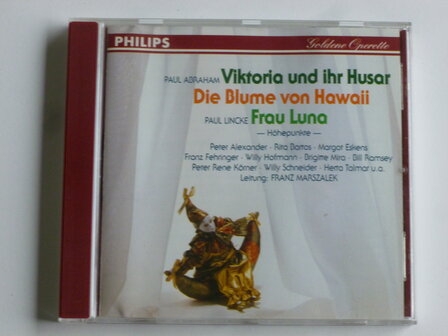 PHILIPS Goldene Operette
PAUL ABRAHAM Viktoria und ihr Husar
Die Blume von Hawaii
PAUL LINCKE Frau Luna
— Höhepunkte —
Peter Alexander · Rita Bartos · Margot Eskens
Franz Fehringer · Willy Hofmann · Brigitte Mira · Bill Ramsey
Peter Rene Körner · Willy Schneider · Herta Talmar u.a.
Leitung: FRANZ MARSZALEK